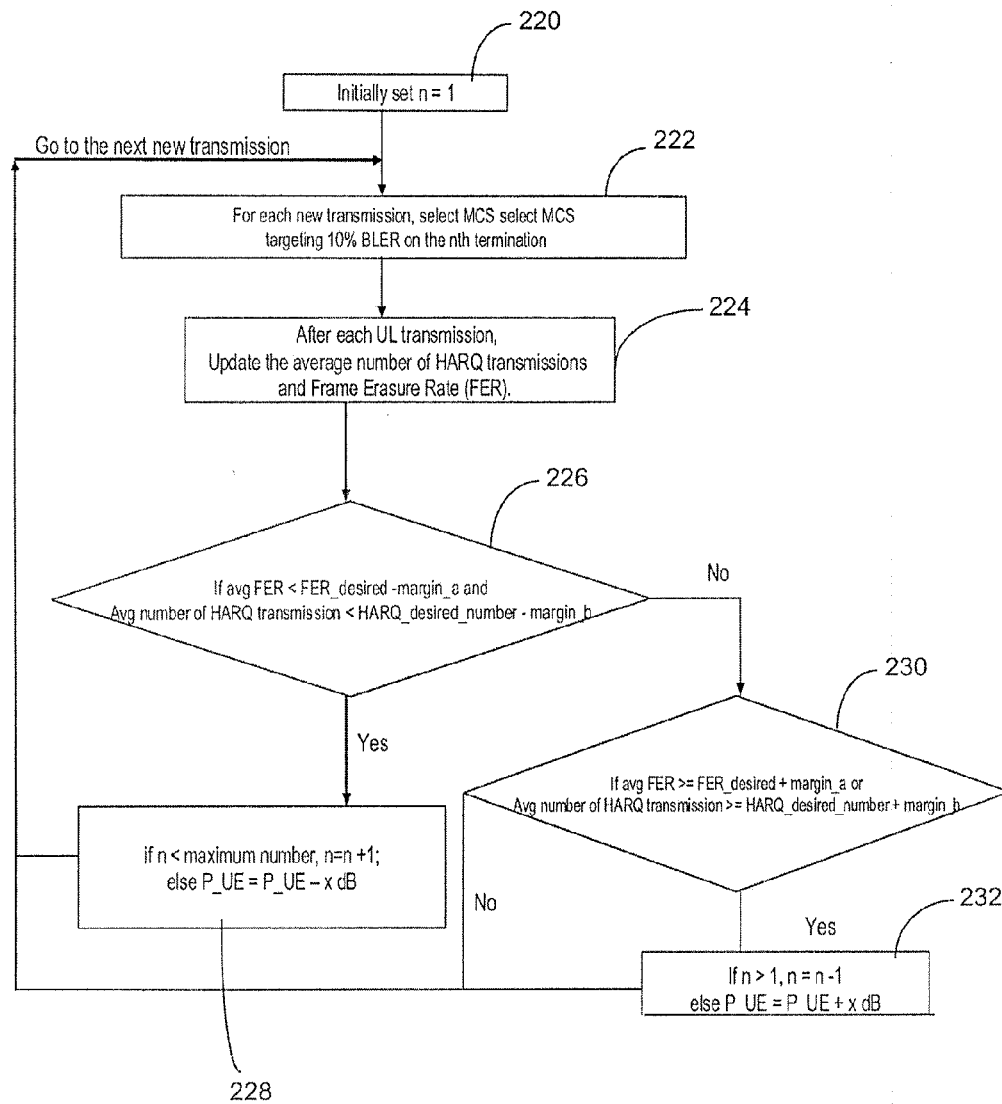 220
Initially set n = 1
Go to the next new transmission
222
For each new transmission, select MCS select MCS
targeting 10% BLER on the nth termination
224
After each UL transmission,
Update the average number of HARQ transmissions
and Frame Erasure Rate (FER).
226
If avg FER < FER_desired -margin_a and
Avg number of HARQ transmission < HARQ_desired_number - margin_b
No
230
Yes
If avg FER >= FER_desired + margin_a or
Avg number of HARQ transmission >= HARQ_desired_number + margin_b
if n < maximum number, n=n +1;
else P_UE = P_UE – x dB
No
Yes
232
If n > 1, n = n -1
else P_UE = P_UE + x dB
228